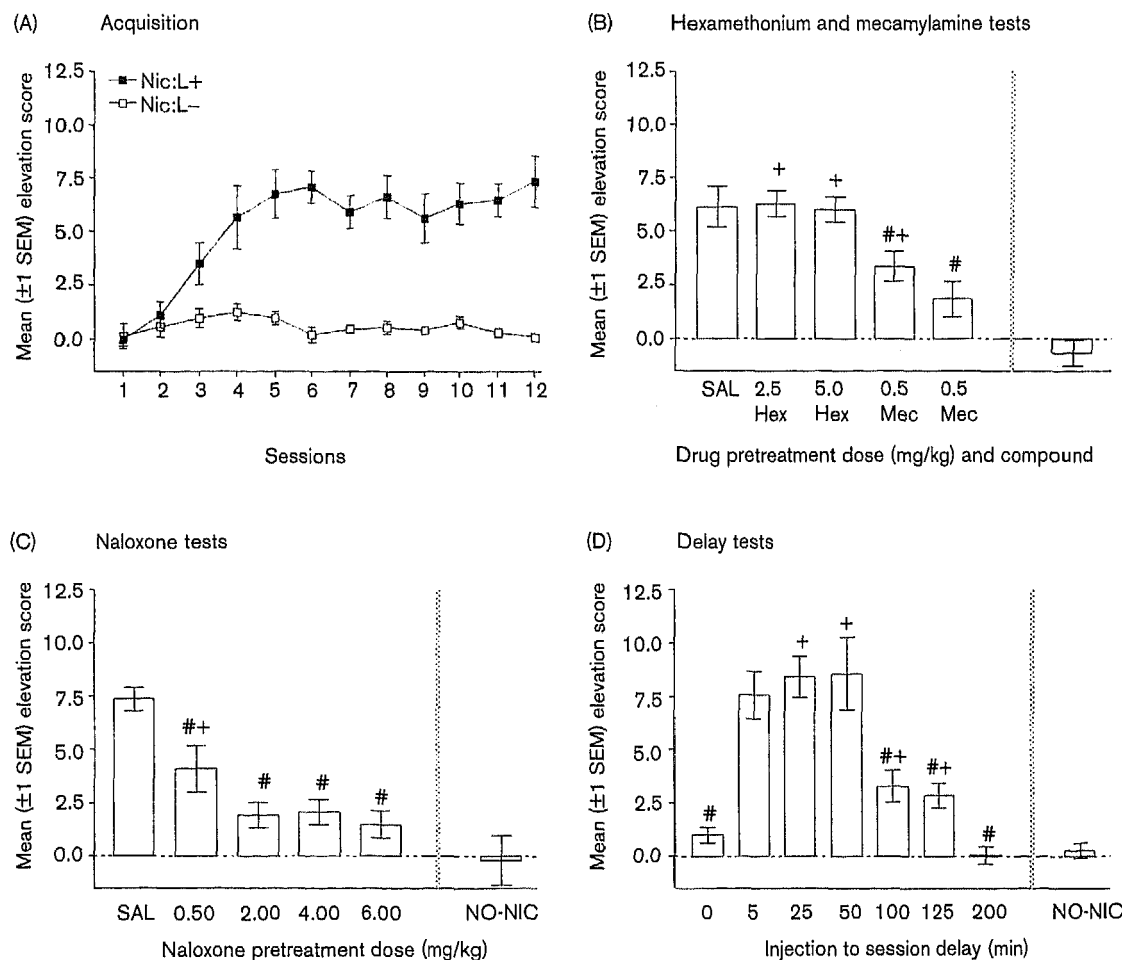 (A) Acquisition
Mean (±1 SEM) elevation score
12.5
10.0
7.5
5.0
2.5
0.0
Nic:L+
Nic:L−
1 2 3 4 5 6 7 8 9 10 11 12
Sessions
(B) Hexamethonium and mecamylamine tests
Mean (±1 SEM) elevation score
12.5
10.0
7.5
5.0
2.5
0.0
+ + #+ #
SAL 2.5 5.0 0.5 0.5
Hex Hex Mec Mec
Drug pretreatment dose (mg/kg) and compound
(C) Naloxone tests
Mean (±1 SEM) elevation score
12.5
10.0
7.5
5.0
2.5
0.0
#+ # # #
SAL 0.50 2.00 4.00 6.00 NO-NIC
Naloxone pretreatment dose (mg/kg)
(D) Delay tests
Mean (±1 SEM) elevation score
12.5
10.0
7.5
5.0
2.5
0.0
# + + #+ #+ #
0 5 25 50 100 125 200 NO-NIC
Injection to session delay (min)